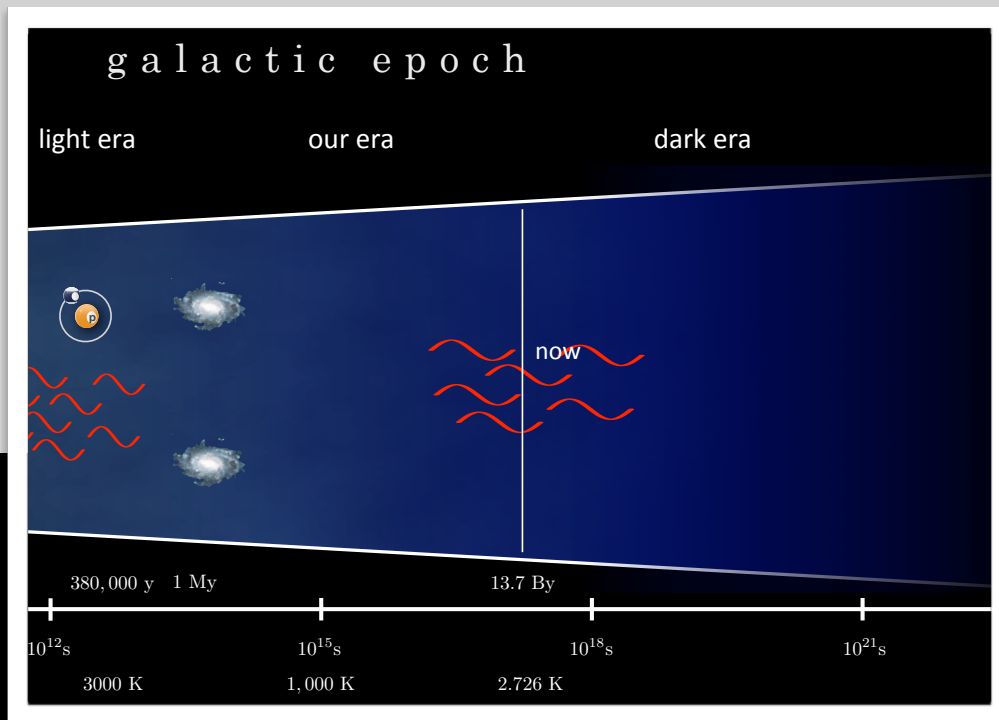 galactic epoch
light era our era dark era
p
now
380,000 y 1 My 13.7 By
10¹²s 10¹⁵s 10¹⁸s 10²¹s
3000 K 1,000 K 2.726 K